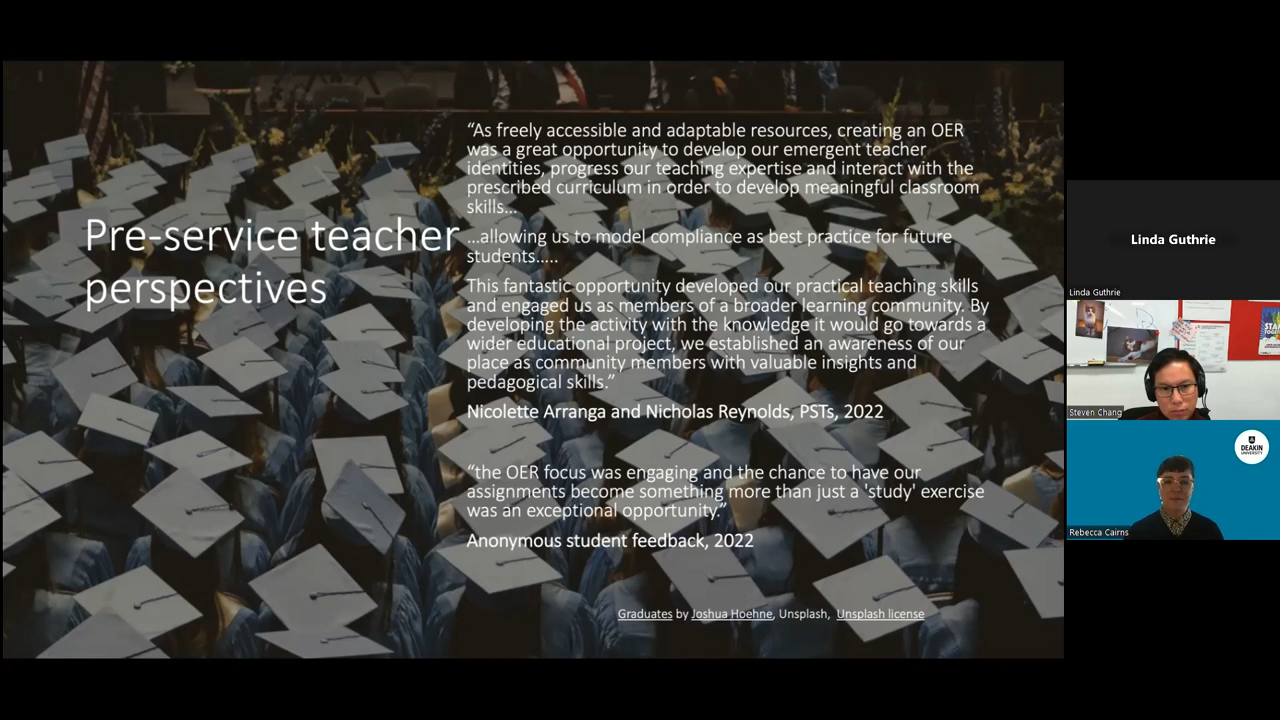 Pre-service teacher
perspectives
“As freely accessible and adaptable resources, creating an OER
was a great opportunity to develop our emergent teacher
identities, progress our teaching expertise and interact with the
prescribed curriculum in order to develop meaningful classroom
skills...
...allowing us to model compliance as best practice for future
students.....
This fantastic opportunity developed our practical teaching skills
and engaged us as members of a broader learning community. By
developing the activity with the knowledge it would go towards a
wider educational project, we established an awareness of our
place as community members with valuable insights and
pedagogical skills.”
Nicolette Arranga and Nicholas Reynolds, PSTs, 2022
“the OER focus was engaging and the chance to have our
assignments become something more than just a 'study' exercise
was an exceptional opportunity.”
Anonymous student feedback, 2022
Graduates by Joshua Hoehne, Unsplash, Unsplash license
Linda Guthrie
Linda Guthrie
Steven Chang
DEAKIN
UNIVERSITY
Rebecca Cairns